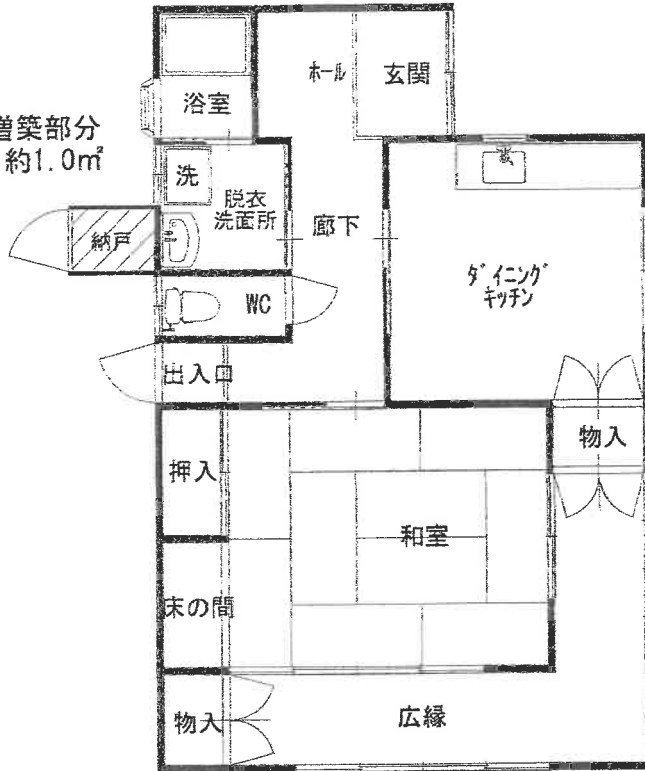 ホール
玄関
浴室
増築部分
約1.0㎡
洗
脱衣
洗面所
廊下
納戸
ダイニング
キッチン
WC
出入口
物入
押入
和室
床の間
物入
広縁